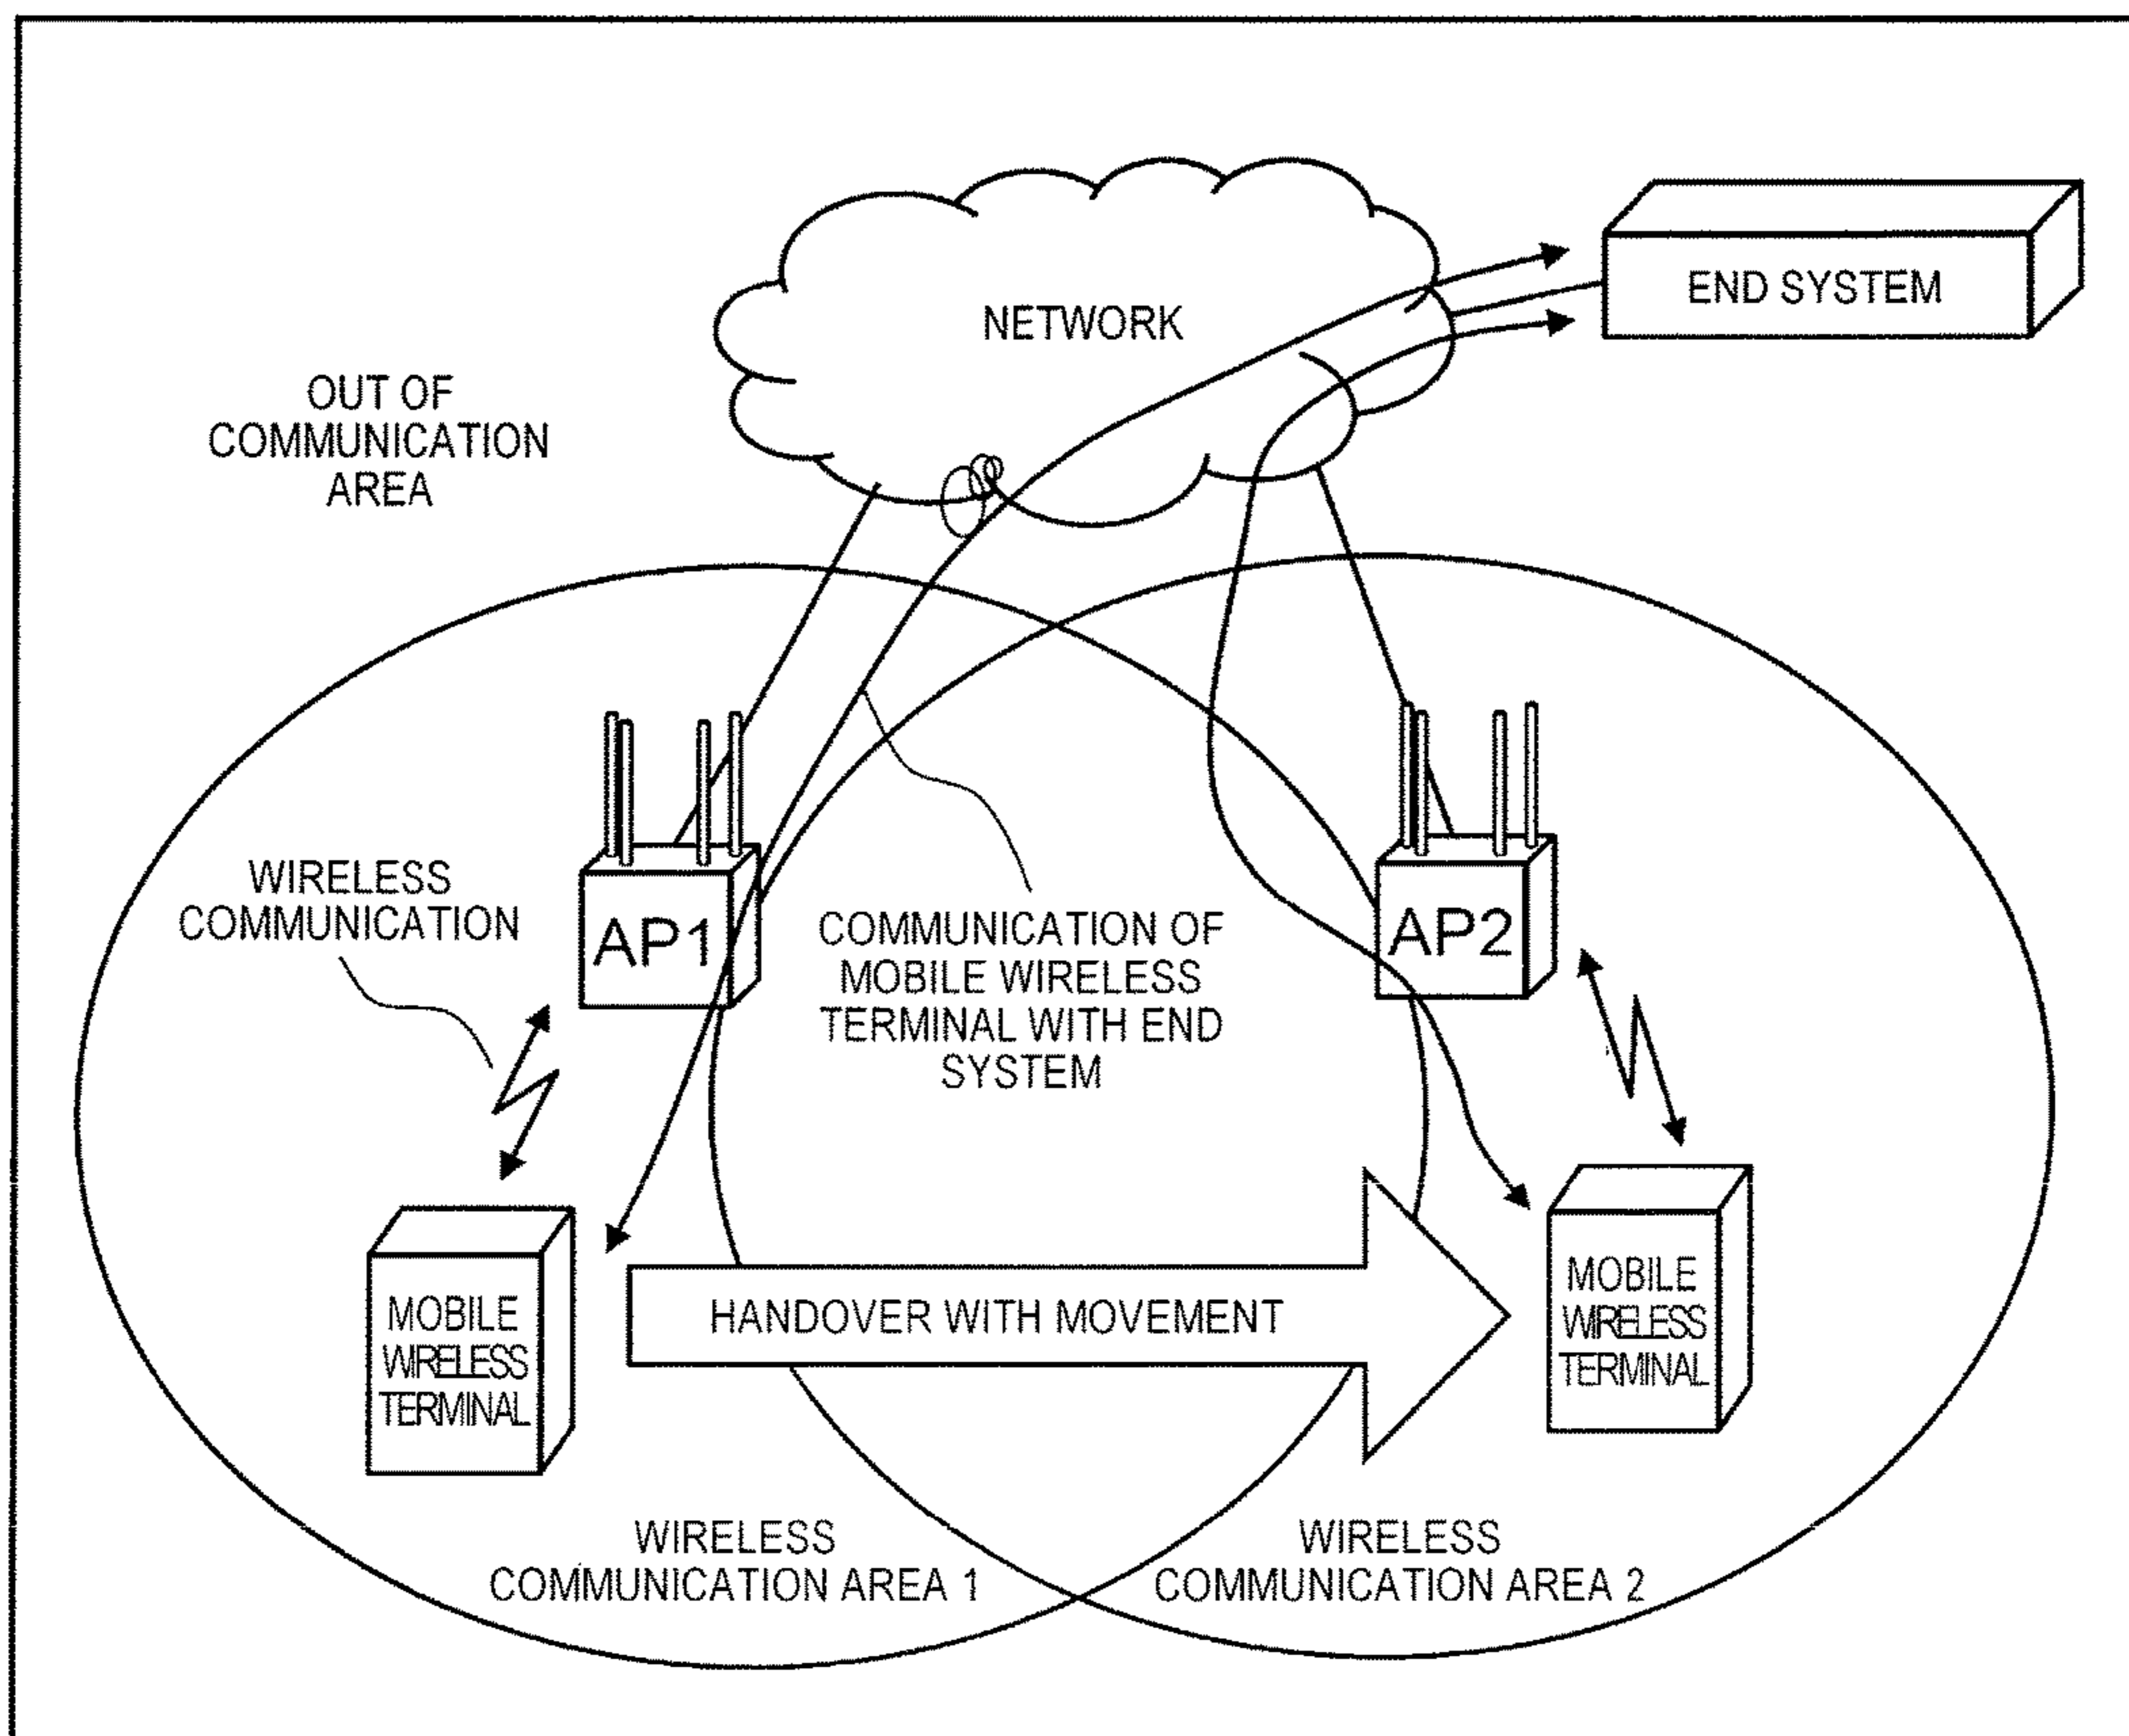 NETWORK
END SYSTEM
OUT OF
COMMUNICATION
AREA
WIRELESS
COMMUNICATION
AP1
COMMUNICATION OF
MOBILE WIRELESS
TERMINAL WITH END
SYSTEM
AP2
MOBILE
WIRELESS
TERMINAL
HANDOVER WITH MOVEMENT
MOBILE
WIRELESS
TERMINAL
WIRELESS
COMMUNICATION AREA 1
WIRELESS
COMMUNICATION AREA 2